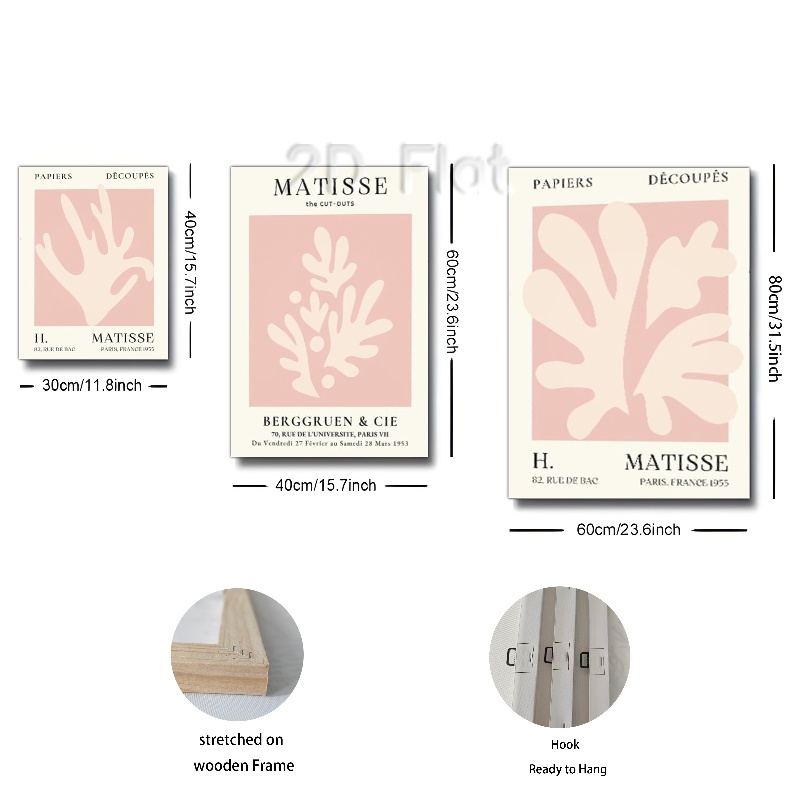 2D Flat
PAPIERS DÉCOUPÉS
H. MATISSE
82, RUE DE BAC PARIS, FRANCE 1955
40cm/15.7inch
30cm/11.8inch
MATISSE
the CUT-OUTS
BERGGRUEN & CIE
70, RUE DE L'UNIVERSITE, PARIS VII
Du Vendredi 27 Février au Samedi 28 Mars 1953
60cm/23.6inch
40cm/15.7inch
PAPIERS DÊCOUPÊS
H. MATISSE
82, RUE DE BAC PARIS, FRANCE 1955
80cm/31.5inch
60cm/23.6inch
stretched on
wooden Frame
Hook
Ready to Hang